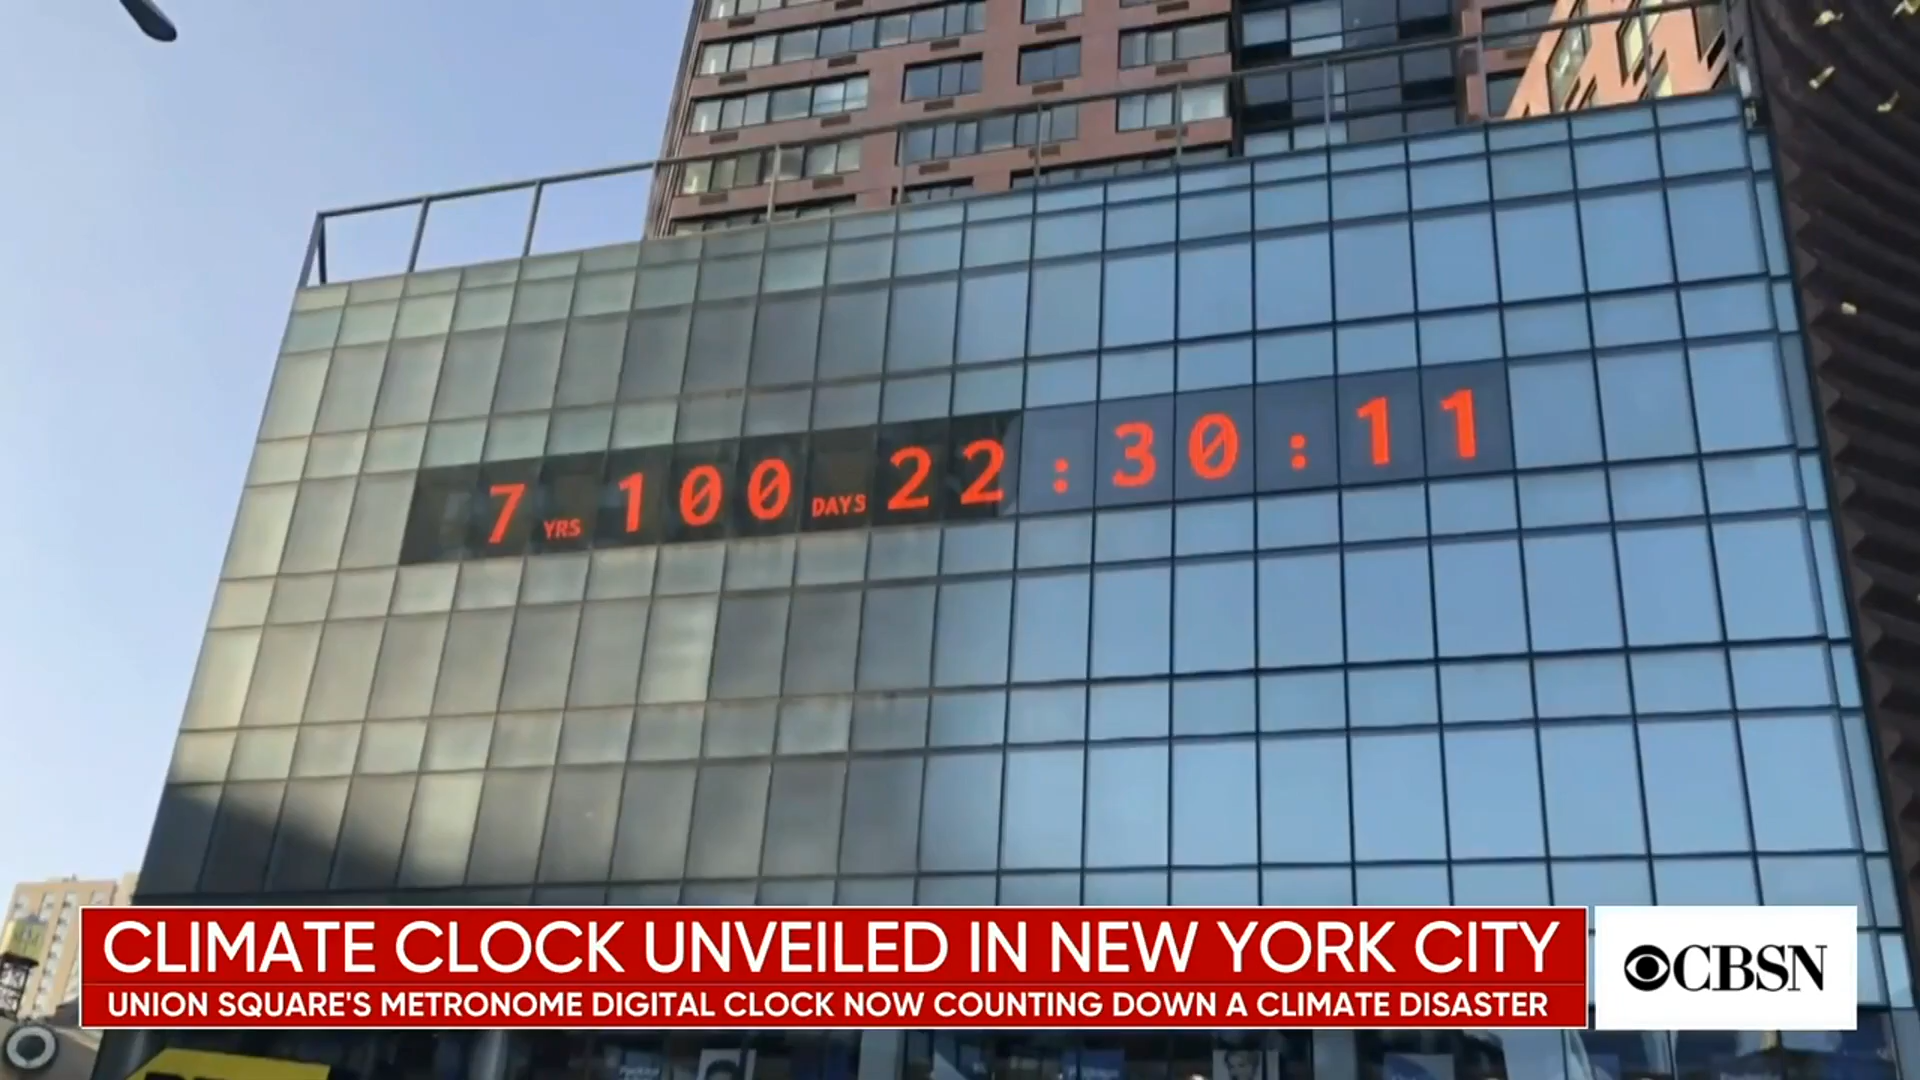 7 YRS 100 DAYS 22:30:11
CLIMATE CLOCK UNVEILED IN NEW YORK CITY
UNION SQUARE'S METRONOME DIGITAL CLOCK NOW COUNTING DOWN A CLIMATE DISASTER
CBSN